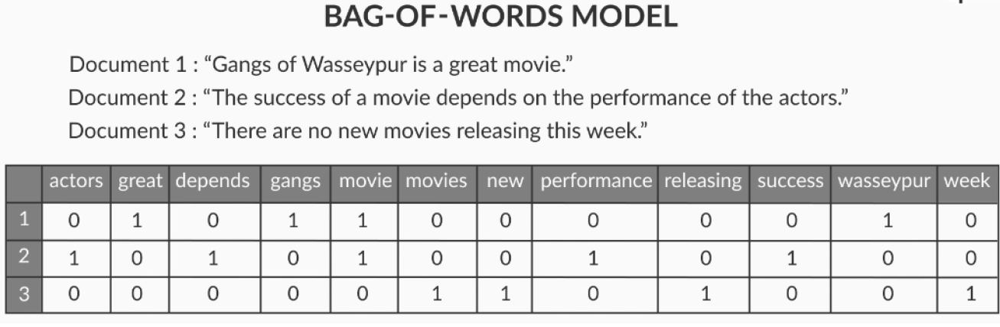 BAG-OF-WORDS MODEL
Document 1 : “Gangs of Wasseypur is a great movie.”
Document 2 : “The success of a movie depends on the performance of the actors.”
Document 3 : “There are no new movies releasing this week.”
actors great depends gangs movie movies new performance releasing success wasseypur week
1 0 1 0 1 1 0 0 0 0 0 1 0
2 1 0 1 0 1 0 0 1 0 1 0 0
3 0 0 0 0 0 1 1 0 1 0 0 1